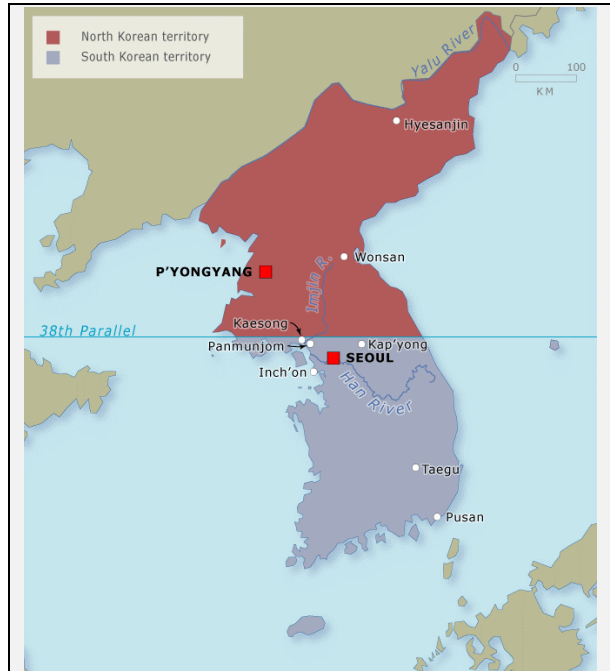 North Korean territory
South Korean territory
Yalu River
0 100
KM
Hyesanjin
Wonsan
Imjin R.
P'YONGYANG
38th Parallel
Kaesong
Panmunjom
Kap'yong
SEOUL
Inch'on
Han River
Taegu
Pusan